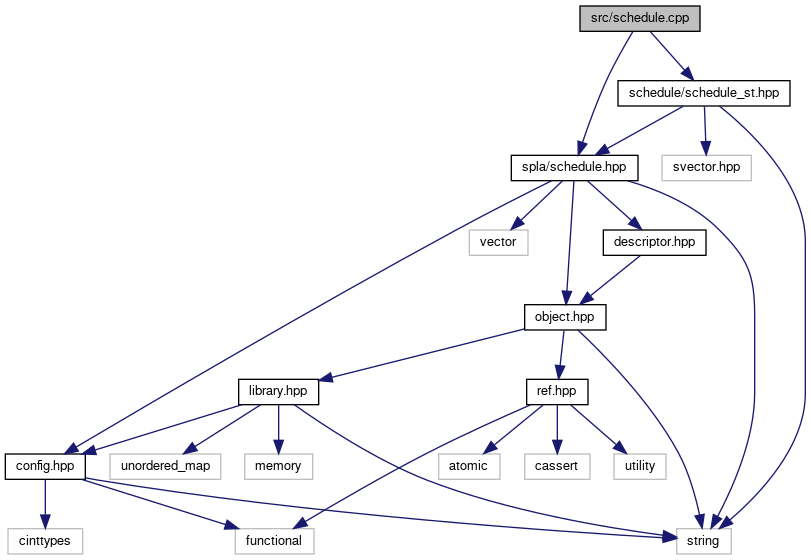 src/schedule.cpp
schedule/schedule_st.hpp
spla/schedule.hpp
svector.hpp
vector
descriptor.hpp
object.hpp
library.hpp
ref.hpp
config.hpp
unordered_map
memory
atomic
cassert
utility
cinttypes
functional
string